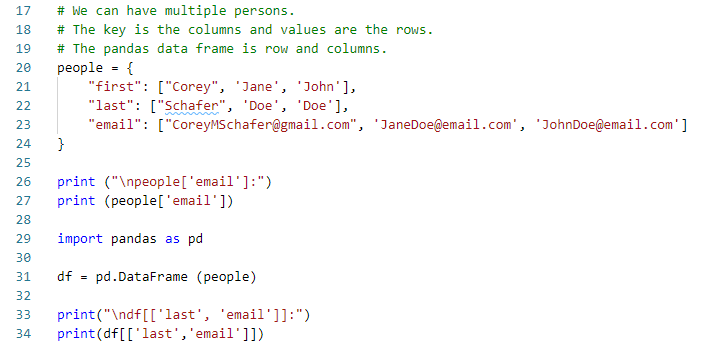 17 # We can have multiple persons.
18 # The key is the columns and values are the rows.
19 # The pandas data frame is row and columns.
20 people = {
21     "first": ["Corey", 'Jane', 'John'],
22     "last": ["Schafer", 'Doe', 'Doe'],
23     "email": ["CoreyMSchafer@gmail.com", 'JaneDoe@email.com', 'JohnDoe@email.com']
24 }
25
26 print ("\npeople['email']:")
27 print (people['email'])
28
29 import pandas as pd
30
31 df = pd.DataFrame (people)
32
33 print("\ndf[['last', 'email']]:")
34 print(df[['last','email']])